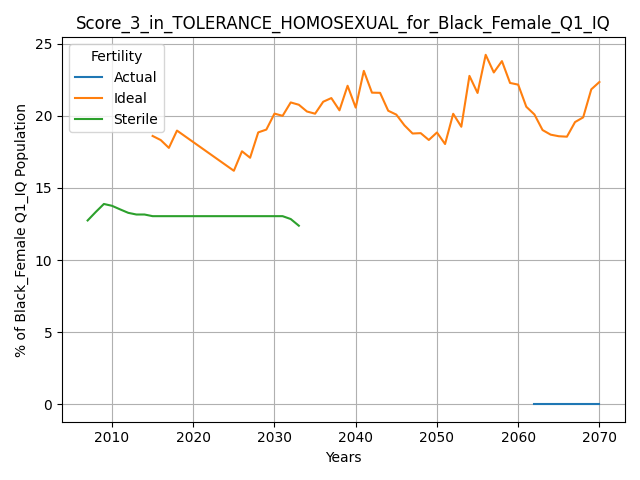 Score_3_in_TOLERANCE_HOMOSEXUAL_for_Black_Female_Q1_IQ
Fertility
Actual
Ideal
Sterile
% of Black_Female Q1_IQ Population
25
20
15
10
5
0
2010 2020 2030 2040 2050 2060 2070
Years